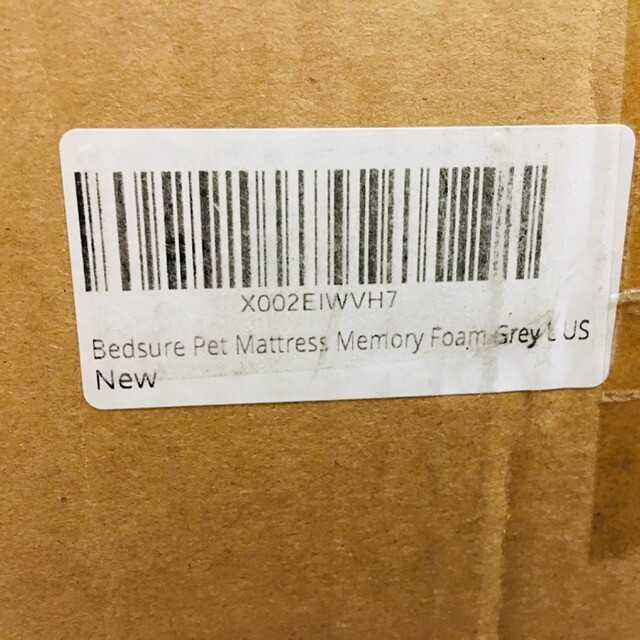 X002EIWVH7
Bedsure Pet Mattress Memory Foam Grey L US
New